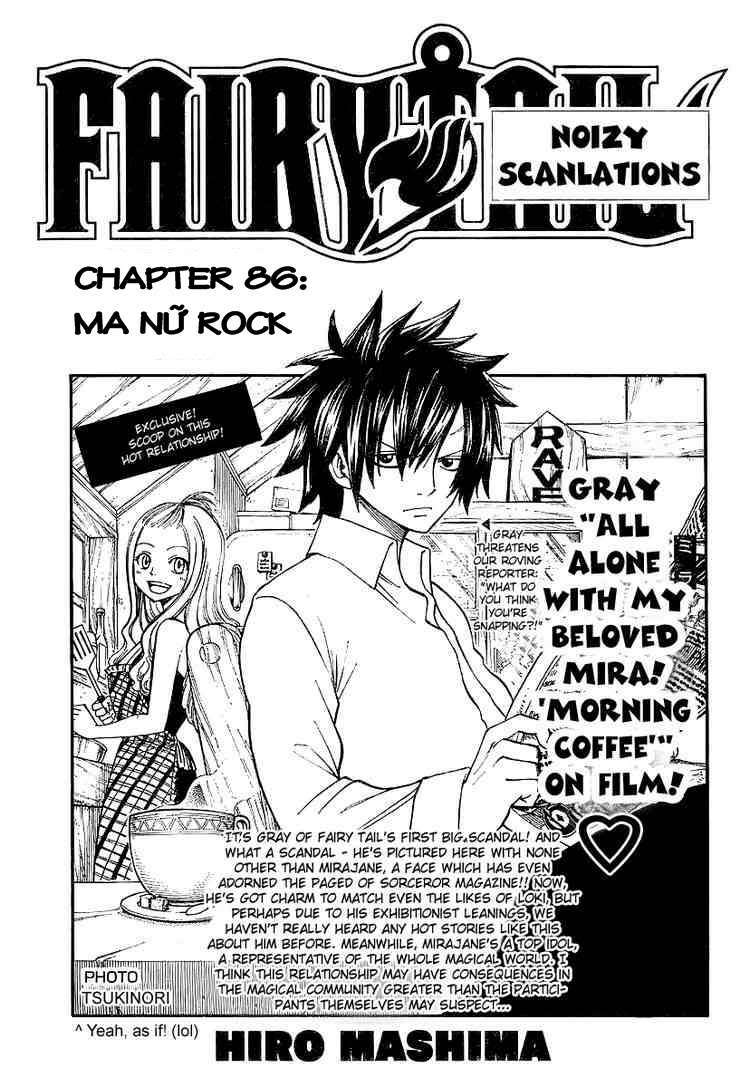 FAIRY TAIL
NOIZY
SCANLATIONS
CHAPTER 86:
MA NỮ ROCK
EXCLUSIVE!
SCOOP ON THIS
HOT RELATIONSHIP!
RAVE
GRAY
THREATENS
OUR ROVING
REPORTER:
"WHAT DO
YOU THINK
YOU'RE
SNAPPING?!"
GRAY
"ALL
ALONE
WITH MY
BELOVED
MIRA!
'MORNING
COFFEE'"
ON FILM!
IT'S GRAY OF FAIRY TAIL'S FIRST BIG SCANDAL! AND
WHAT A SCANDAL - HE'S PICTURED HERE WITH NONE
OTHER THAN MIRAJANE, A FACE WHICH HAS EVEN
ADORNED THE PAGED OF SORCEROR MAGAZINE!! NOW,
HE'S GOT CHARM TO MATCH EVEN THE LIKES OF LOKI, BUT
PERHAPS DUE TO HIS EXHIBITIONIST LEANINGS, WE
HAVEN'T REALLY HEARD ANY HOT STORIES LIKE THIS
ABOUT HIM BEFORE. MEANWHILE, MIRAJANE'S A TOP IDOL,
A REPRESENTATIVE OF THE WHOLE MAGICAL WORLD. I
THINK THIS RELATIONSHIP MAY HAVE CONSEQUENCES IN
THE MAGICAL COMMUNITY GREATER THAN THE PARTICI-
PANTS THEMSELVES MAY SUSPECT...
PHOTO
TSUKINORI
^ Yeah, as if! (lol)
HIRO MASHIMA